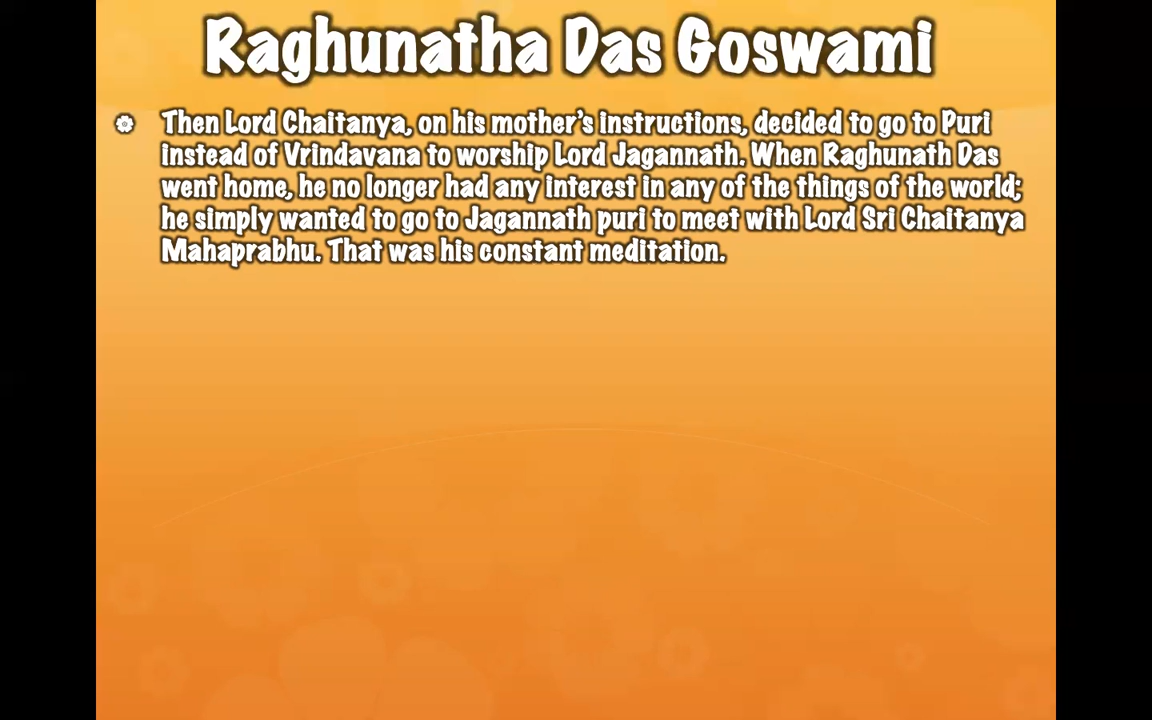 Raghunatha Das Goswami
Then Lord Chaitanya, on his mother's instructions, decided to go to Puri
instead of Vrindavana to worship Lord Jagannath. When Raghunath Das
went home, he no longer had any interest in any of the things of the world;
he simply wanted to go to Jagannath puri to meet with Lord Sri Chaitanya
Mahaprabhu. That was his constant meditation.